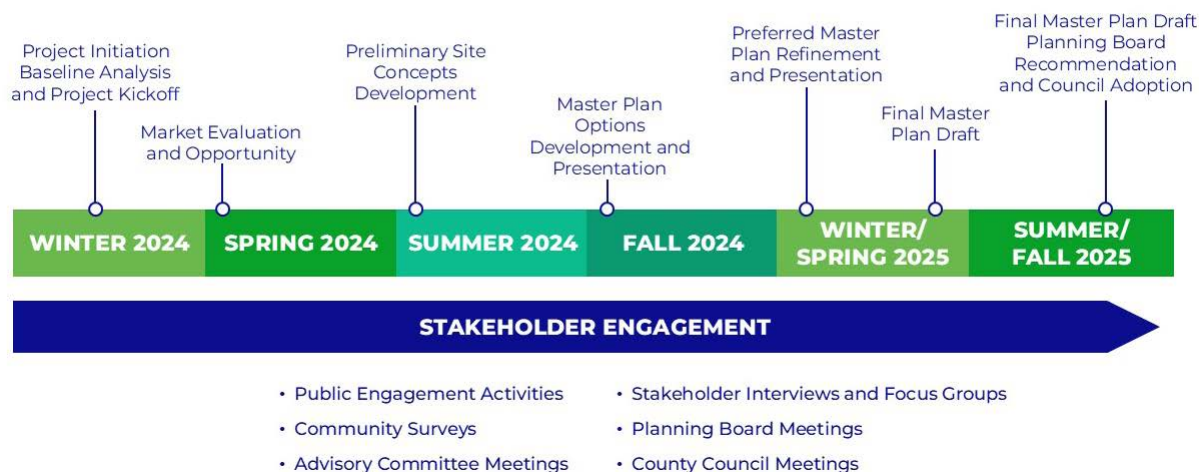 Project Initiation
Baseline Analysis
and Project Kickoff
Market Evaluation
and Opportunity
Preliminary Site
Concepts
Development
Master Plan
Options
Development and
Presentation
Preferred Master
Plan Refinement
and Presentation
Final Master
Plan Draft
Final Master Plan Draft
Planning Board
Recommendation
and Council Adoption
WINTER 2024
SPRING 2024
SUMMER 2024
FALL 2024
WINTER/
SPRING 2025
SUMMER/
FALL 2025
STAKEHOLDER ENGAGEMENT
• Public Engagement Activities
• Community Surveys
• Advisory Committee Meetings
• Stakeholder Interviews and Focus Groups
• Planning Board Meetings
• County Council Meetings